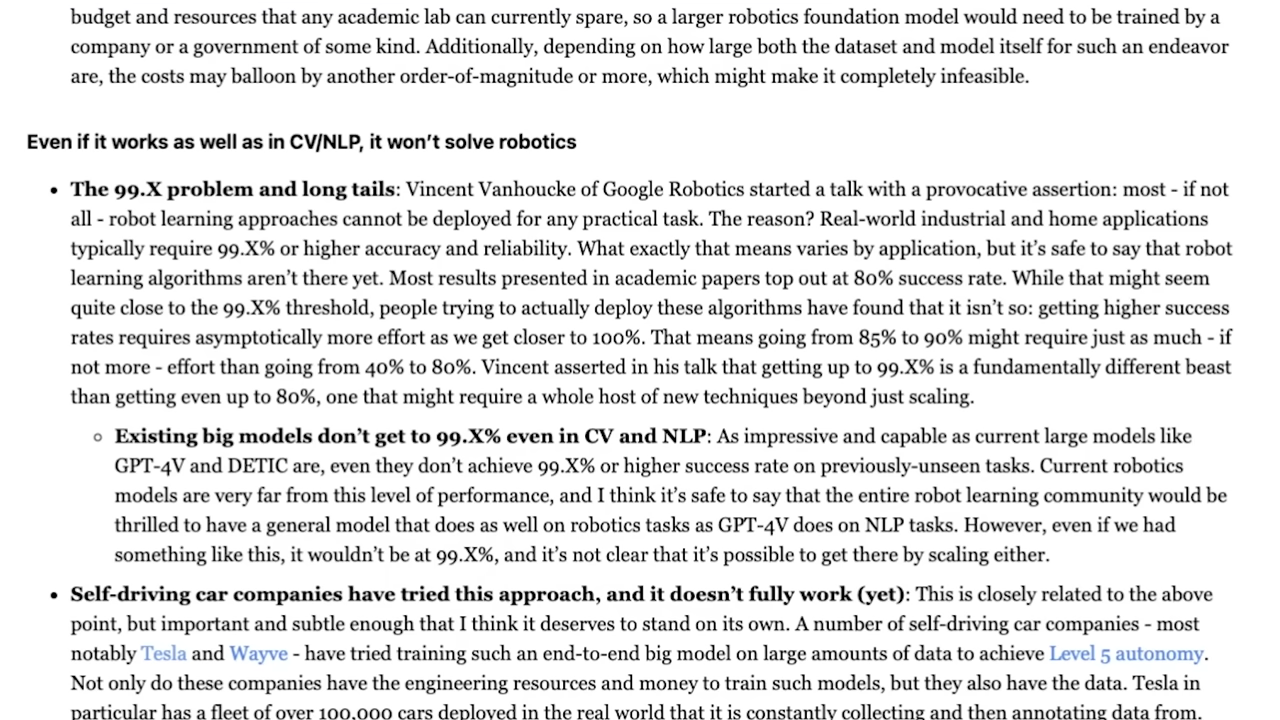 budget and resources that any academic lab can currently spare, so a larger robotics foundation model would need to be trained by a
company or a government of some kind. Additionally, depending on how large both the dataset and model itself for such an endeavor
are, the costs may balloon by another order-of-magnitude or more, which might make it completely infeasible.
Even if it works as well as in CV/NLP, it won't solve robotics
• The 99.X problem and long tails: Vincent Vanhoucke of Google Robotics started a talk with a provocative assertion: most - if not
all - robot learning approaches cannot be deployed for any practical task. The reason? Real-world industrial and home applications
typically require 99.X% or higher accuracy and reliability. What exactly that means varies by application, but it's safe to say that robot
learning algorithms aren't there yet. Most results presented in academic papers top out at 80% success rate. While that might seem
quite close to the 99.X% threshold, people trying to actually deploy these algorithms have found that it isn't so: getting higher success
rates requires asymptotically more effort as we get closer to 100%. That means going from 85% to 90% might require just as much - if
not more - effort than going from 40% to 80%. Vincent asserted in his talk that getting up to 99.X% is a fundamentally different beast
than getting even up to 80%, one that might require a whole host of new techniques beyond just scaling.
◦ Existing big models don't get to 99.X% even in CV and NLP: As impressive and capable as current large models like
GPT-4V and DETIC are, even they don't achieve 99.X% or higher success rate on previously-unseen tasks. Current robotics
models are very far from this level of performance, and I think it's safe to say that the entire robot learning community would be
thrilled to have a general model that does as well on robotics tasks as GPT-4V does on NLP tasks. However, even if we had
something like this, it wouldn't be at 99.X%, and it's not clear that it's possible to get there by scaling either.
• Self-driving car companies have tried this approach, and it doesn't fully work (yet): This is closely related to the above
point, but important and subtle enough that I think it deserves to stand on its own. A number of self-driving car companies - most
notably Tesla and Wayve - have tried training such an end-to-end big model on large amounts of data to achieve Level 5 autonomy.
Not only do these companies have the engineering resources and money to train such models, but they also have the data. Tesla in
particular has a fleet of over 100,000 cars deployed in the real world that it is constantly collecting and then annotating data from.